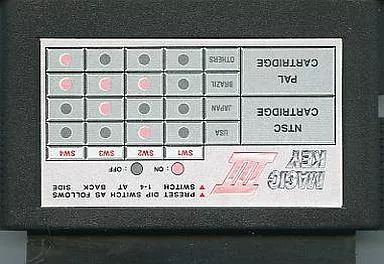 ▼ PRESET DIP SWITCH AS FOLLOWS
▼ SWITCH 1-4 AT BACK SIDE
MAGIC KEY III
ON : OFF :
SW1 SW2 SW3 SW4
NTSC CARTRIDGE
USA
JAPAN
PAL CARTRIDGE
BRAZIL
OTHERS